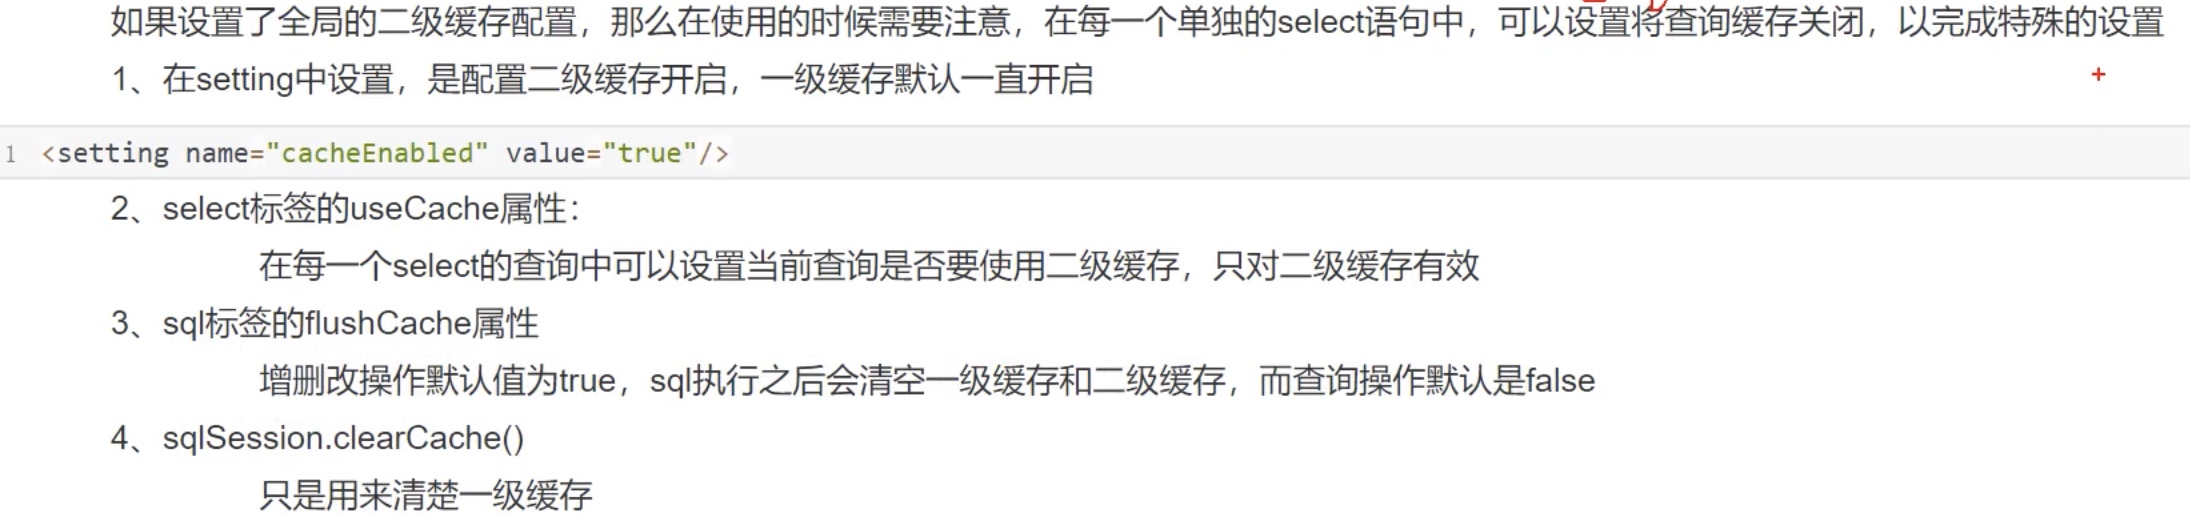 如果设置了全局的二级缓存配置，那么在使用的时候需要注意，在每一个单独的select语句中，可以设置将查询缓存关闭，以完成特殊的设置
1、在setting中设置，是配置二级缓存开启，一级缓存默认一直开启
1 <setting name="cacheEnabled" value="true"/>
2、select标签的useCache属性：
在每一个select的查询中可以设置当前查询是否要使用二级缓存，只对二级缓存有效
3、sql标签的flushCache属性
增删改操作默认值为true，sql执行之后会清空一级缓存和二级缓存，而查询操作默认是false
4、sqlSession.clearCache()
只是用来清楚一级缓存